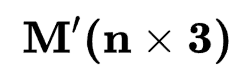 M′(n × 3)